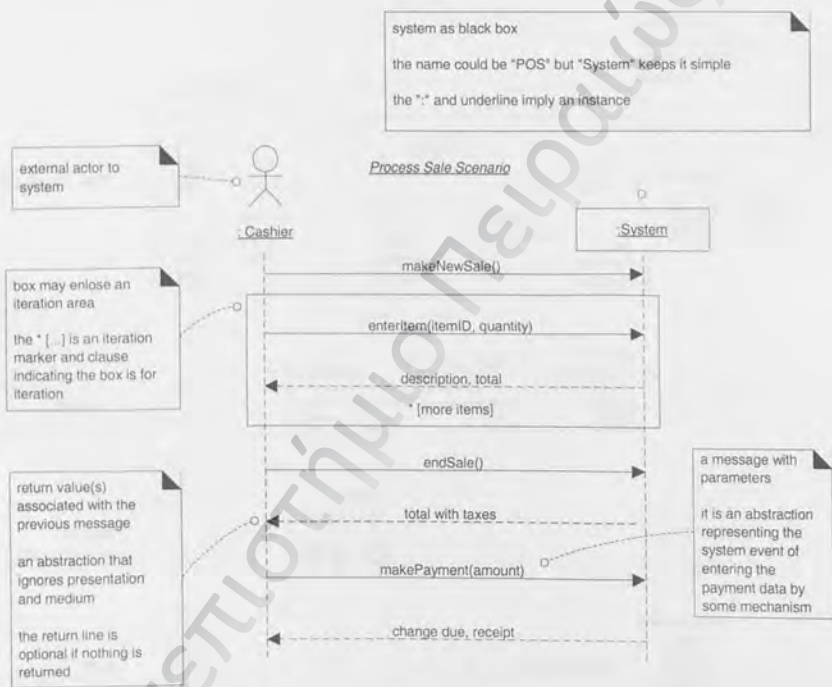 system as black box
the name could be "POS" but "System" keeps it simple
the ":" and underline imply an instance
external actor to
system
Process Sale Scenario
: Cashier
:System
makeNewSale()
box may enlose an
iteration area
the * [...] is an iteration
marker and clause
indicating the box is for
iteration
enterItem(itemID, quantity)
description, total
* [more items]
endSale()
return value(s)
associated with the
previous message
an abstraction that
ignores presentation
and medium
the return line is
optional if nothing is
returned
total with taxes
makePayment(amount)
change due, receipt
a message with
parameters
it is an abstraction
representing the
system event of
entering the
payment data by
some mechanism
Πανεπιστήμιο Πειραιώς